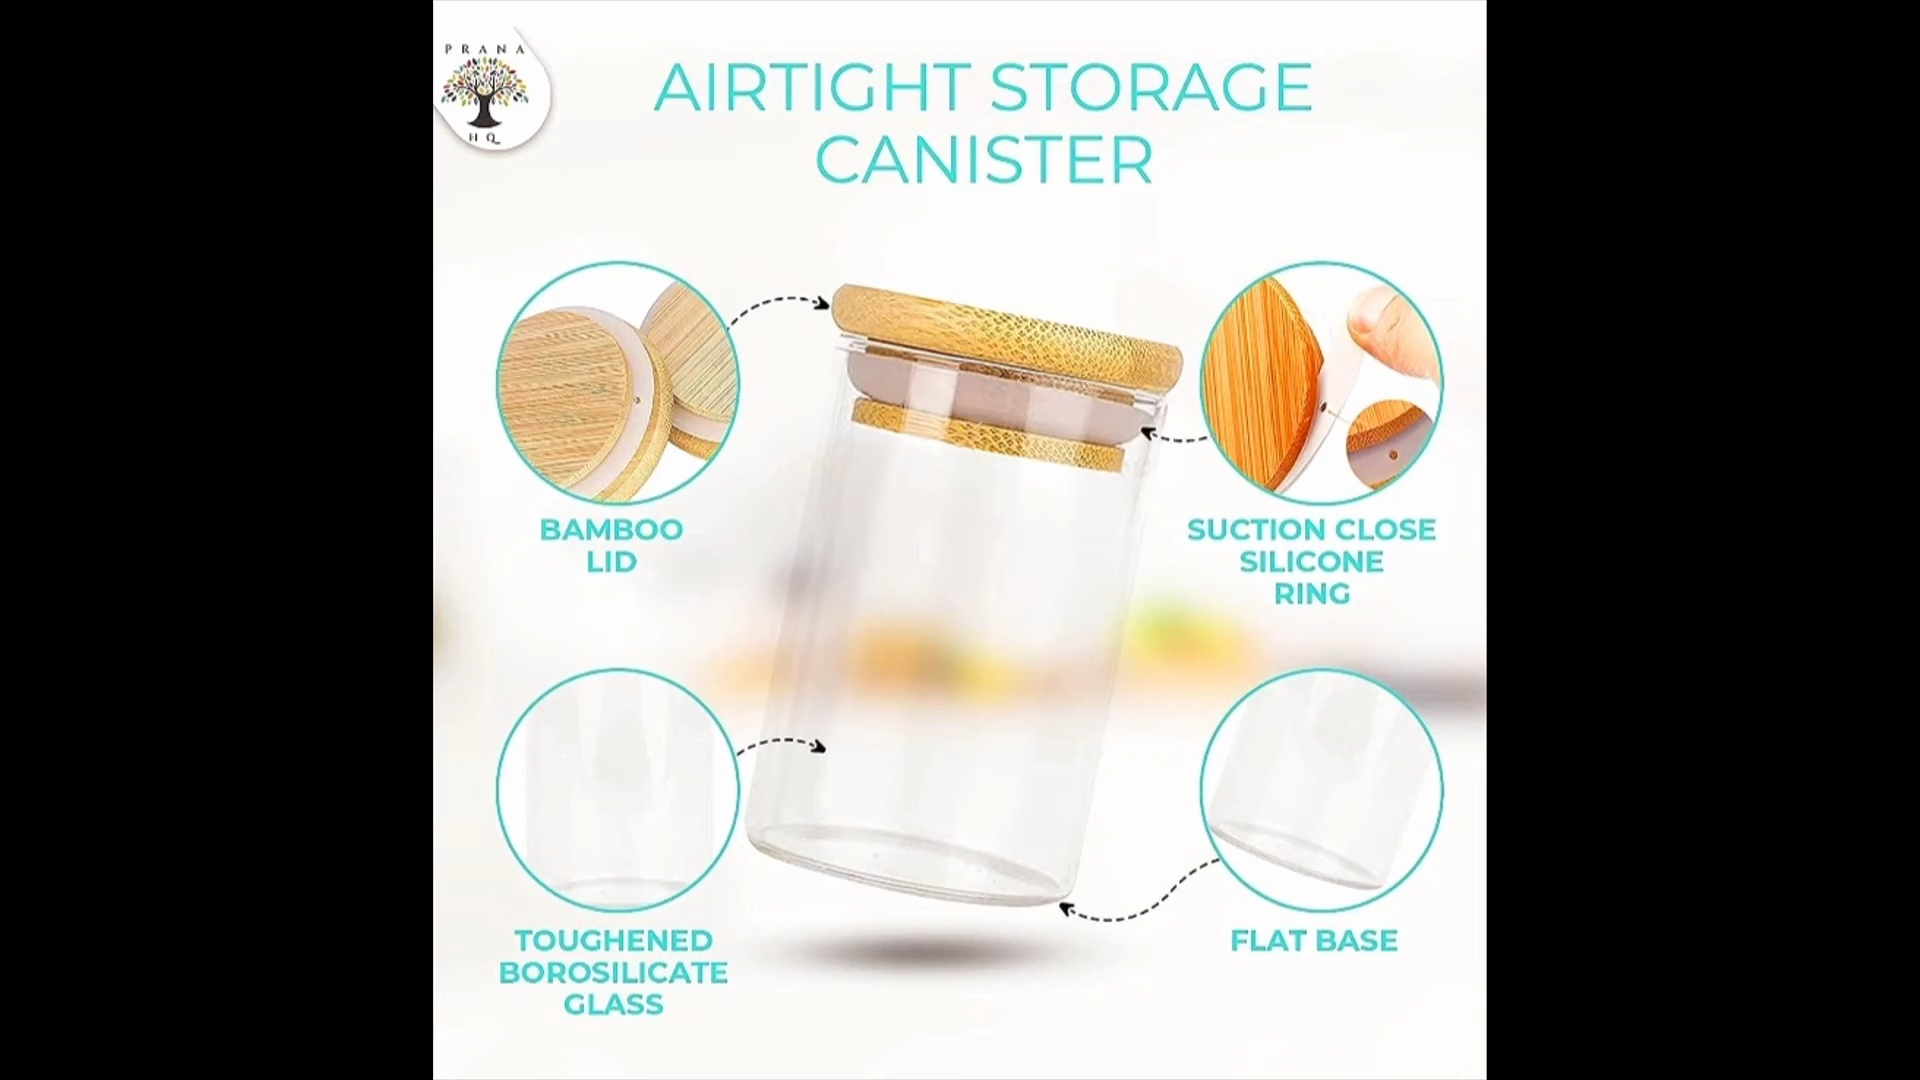 PRANA
HQ
AIRTIGHT STORAGE
CANISTER
BAMBOO
LID
SUCTION CLOSE
SILICONE
RING
TOUGHENED
BOROSILICATE
GLASS
FLAT BASE